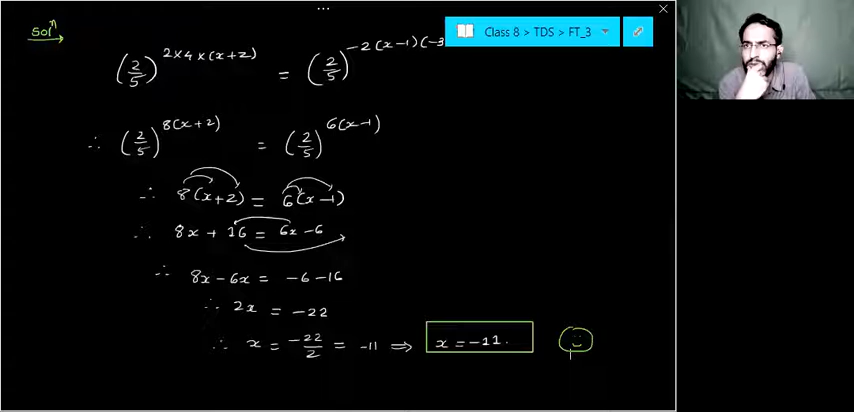 Solⁿ
Class 8 > TDS > FT_3
(2/5)^2×4×(x+2) = (2/5)^-2(x-1)(-3
∴ (2/5)^8(x+2) = (2/5)^6(x-1)
∴ 8(x+2) = 6(x-1)
∴ 8x + 16 = 6x - 6
∴ 8x - 6x = -6 - 16
∴ 2x = -22
∴ x = -22/2 = -11 ⇒ x = -11.